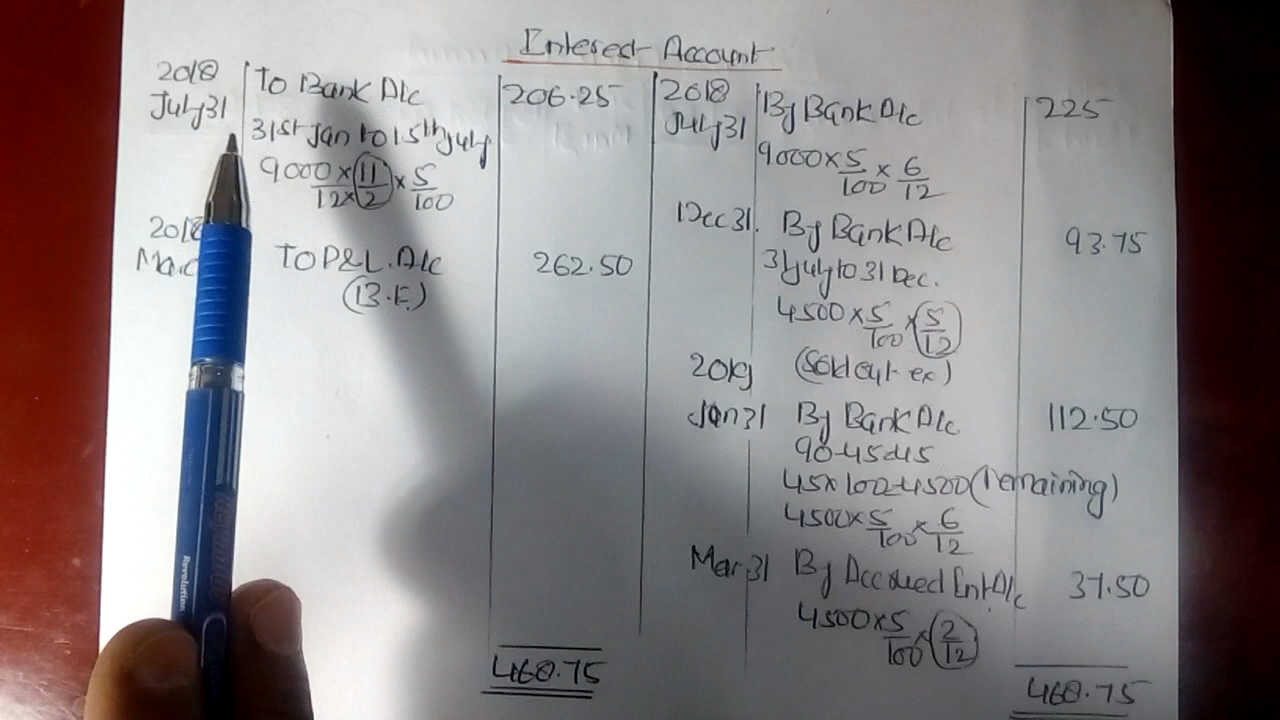 Interest Account
2018
July 31
To Bank A/c
31st Jan to 15th July
9000 × 11 × 5
12×2 100
206.25
To P&L. A/c
(B.F.)
262.50
468.75
2018
July 31
By Bank A/c
9000 × 5 × 6
100 12
225
Dec 31.
By Bank A/c
31 July to 31 Dec.
4500 × 5 × 5
100 12
93.75
(Sold cut ex)
2019
Jan 31
By Bank A/c
90-45=45
45×100=4500 (remaining)
4500 × 5 × 6
100 12
112.50
Mar 31
By Accrued Int. A/c
4500 × 5 × 2
100 12
37.50
468.75
Revolution